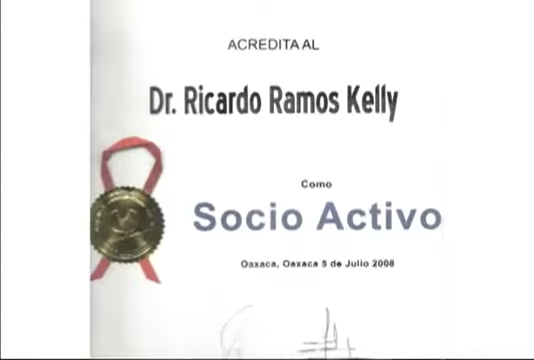 ACREDITA AL
Dr. Ricardo Ramos Kelly
Como
Socio Activo
Oaxaca, Oaxaca 5 de Julio 2008